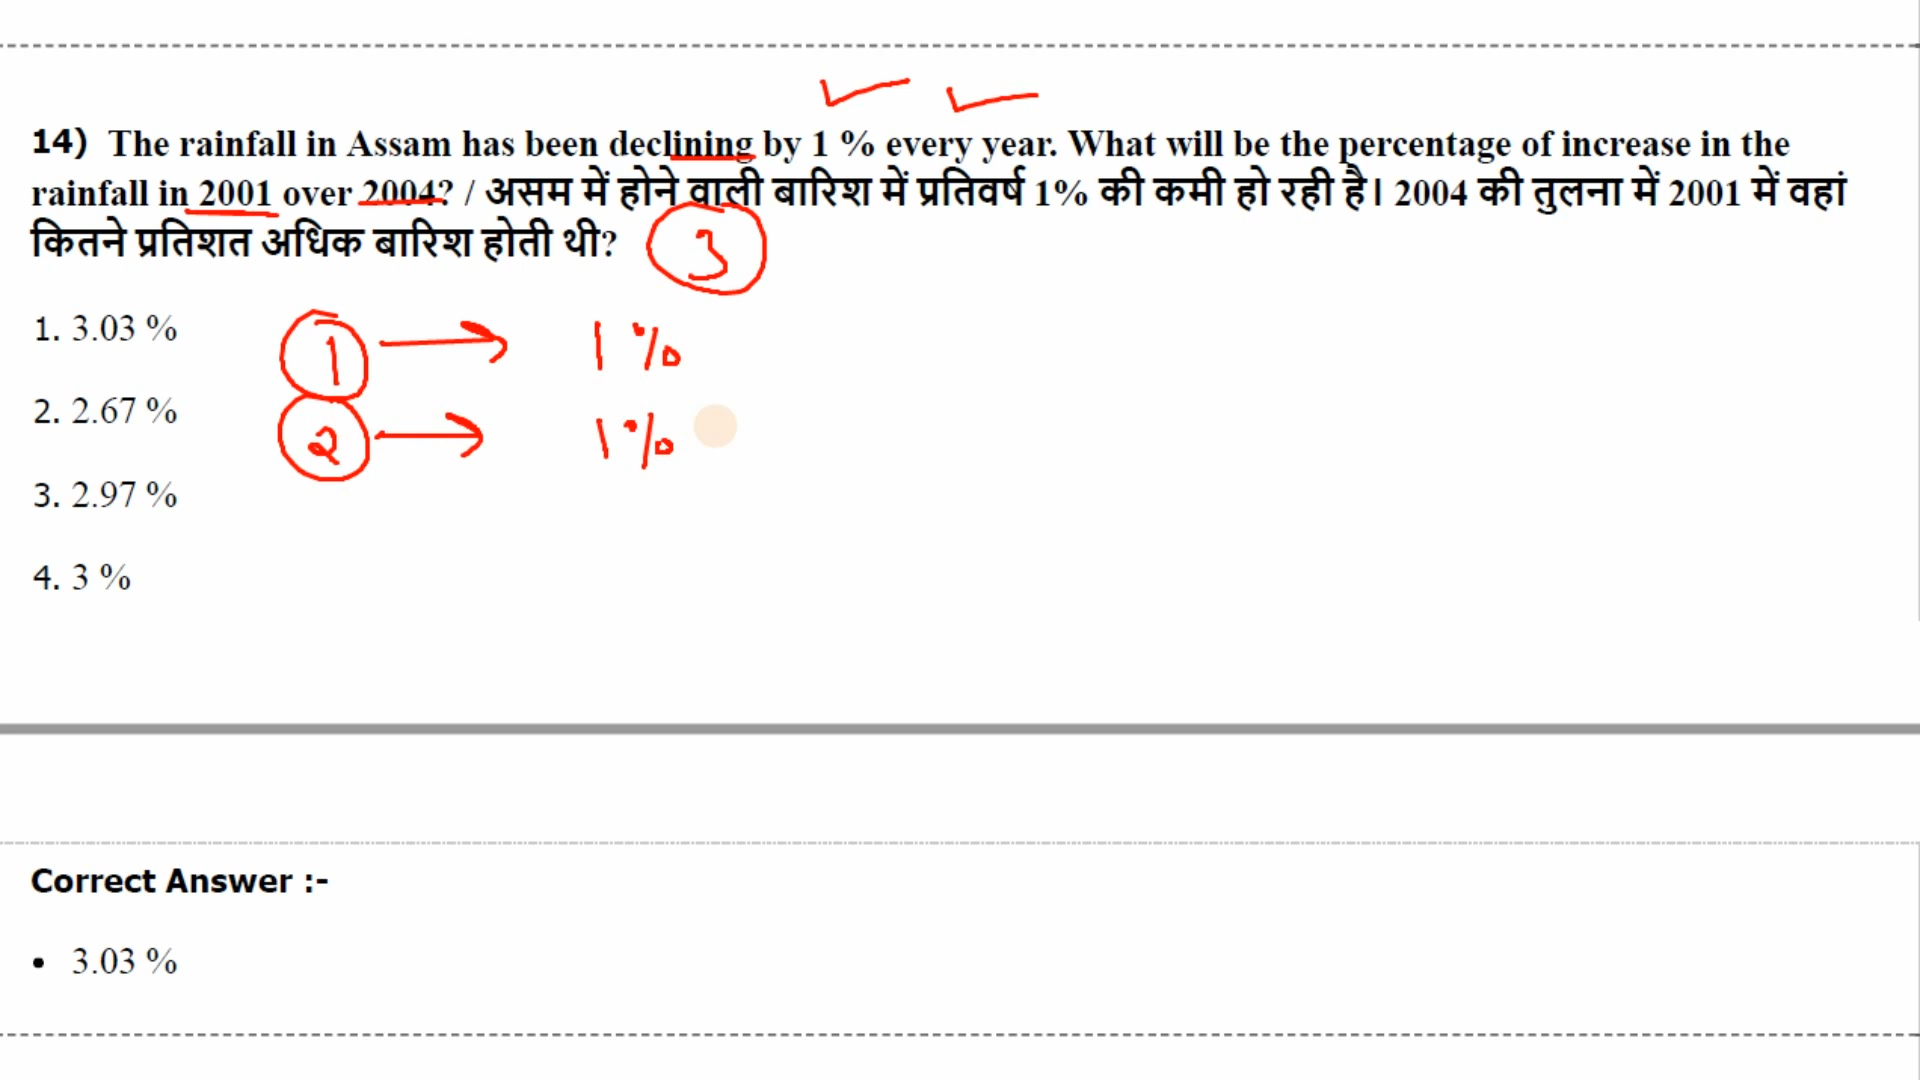 14) The rainfall in Assam has been declining by 1 % every year. What will be the percentage of increase in the
rainfall in 2001 over 2004? / असम में होने वाली बारिश में प्रतिवर्ष 1% की कमी हो रही है। 2004 की तुलना में 2001 में वहां
कितने प्रतिशत अधिक बारिश होती थी?
3
1. 3.03 %
1 → 1 %
2. 2.67 %
2 → 1 %
3. 2.97 %
4. 3 %
Correct Answer :-
• 3.03 %